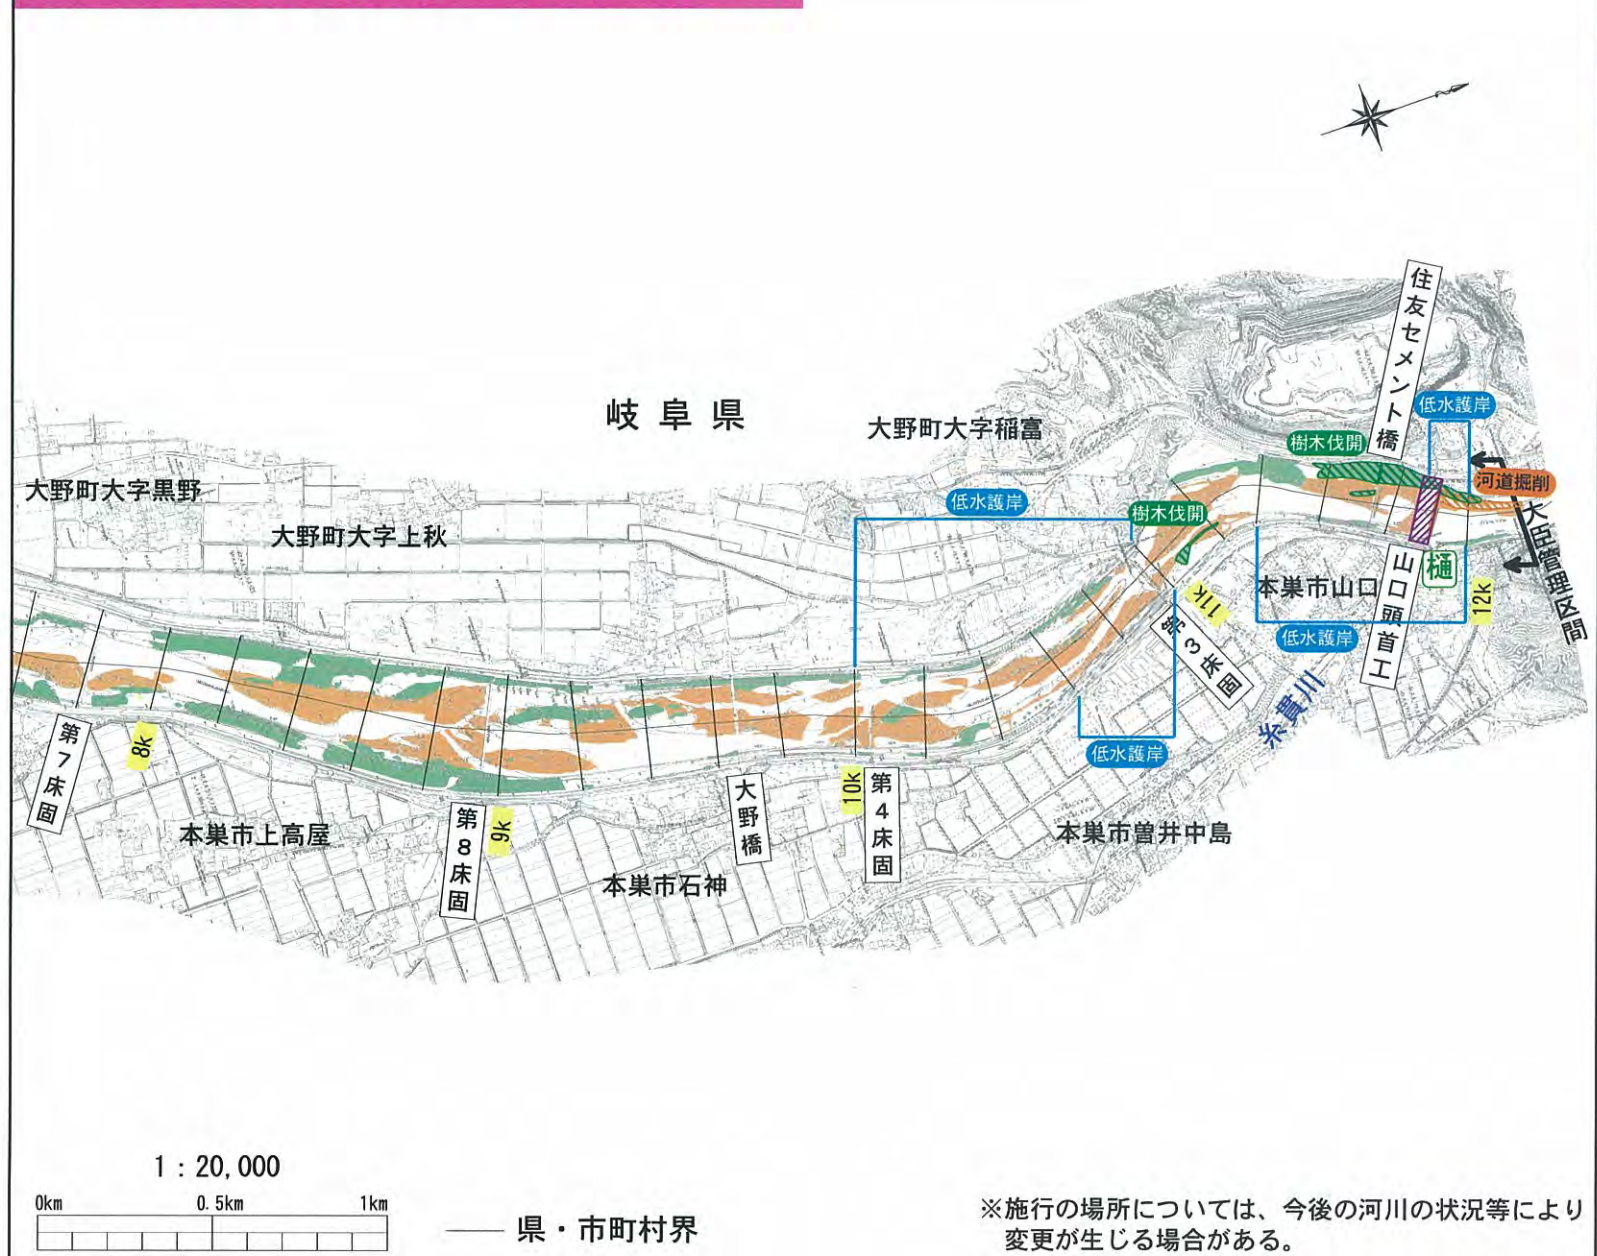 住友セメント橋
低水護岸
岐阜県
大野町大字稲富
樹木伐開
河道掘削
大野町大字黒野
低水護岸
樹木伐開
大臣管理区間
大野町大字上秋
樋
本巣市山口
山口頭首工
12k
11k
低水護岸
第3床固
糸貫川
第7床固
8k
低水護岸
10k
第4床固
大野橋
本巣市上高屋
第8床固
9k
本巣市曽井中島
本巣市石神
1：20,000
0km 0.5km 1km
県・市町村界
※施行の場所については、今後の河川の状況等により
変更が生じる場合がある。